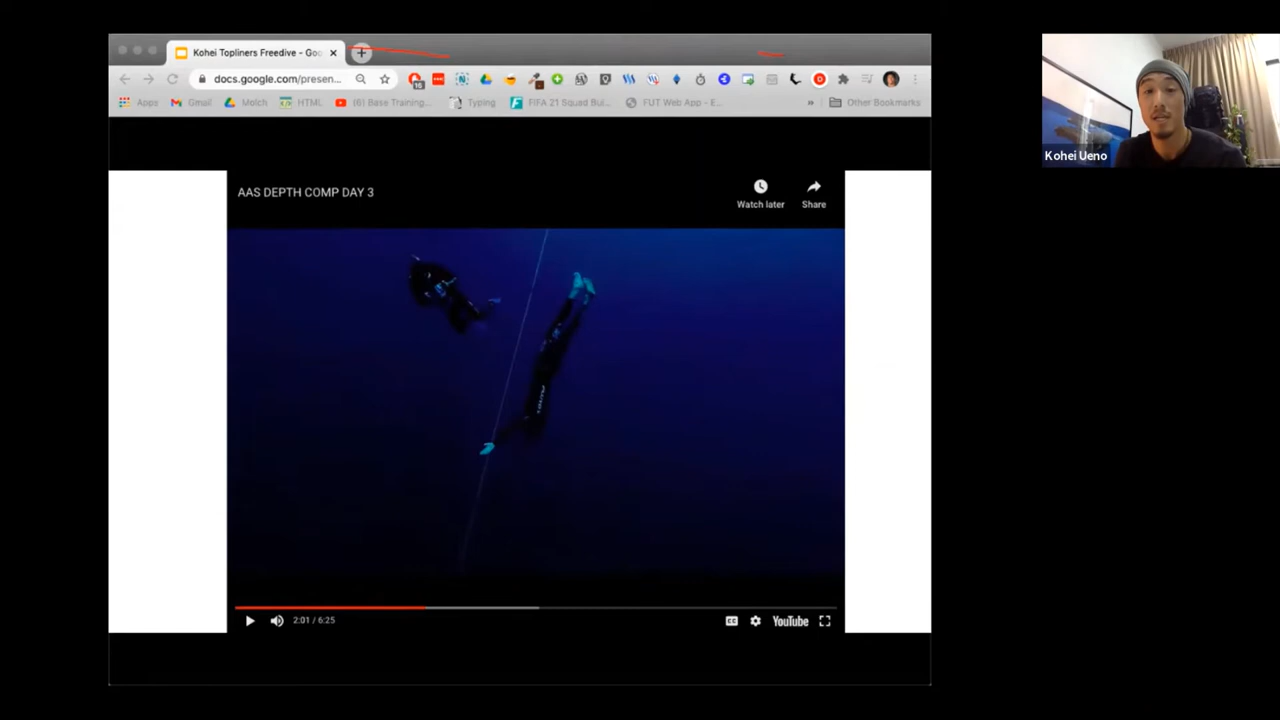 Kohei Topliners Freedive - Goo
docs.google.com/presen...
15
Apps Gmail Molch HTML (6) Base Training... Typing FIFA 21 Squad Bui... FUT Web App – E... » Other Bookmarks
AAS DEPTH COMP DAY 3
Watch later Share
2:01 / 6:25
CC YouTube
Kohei Ueno